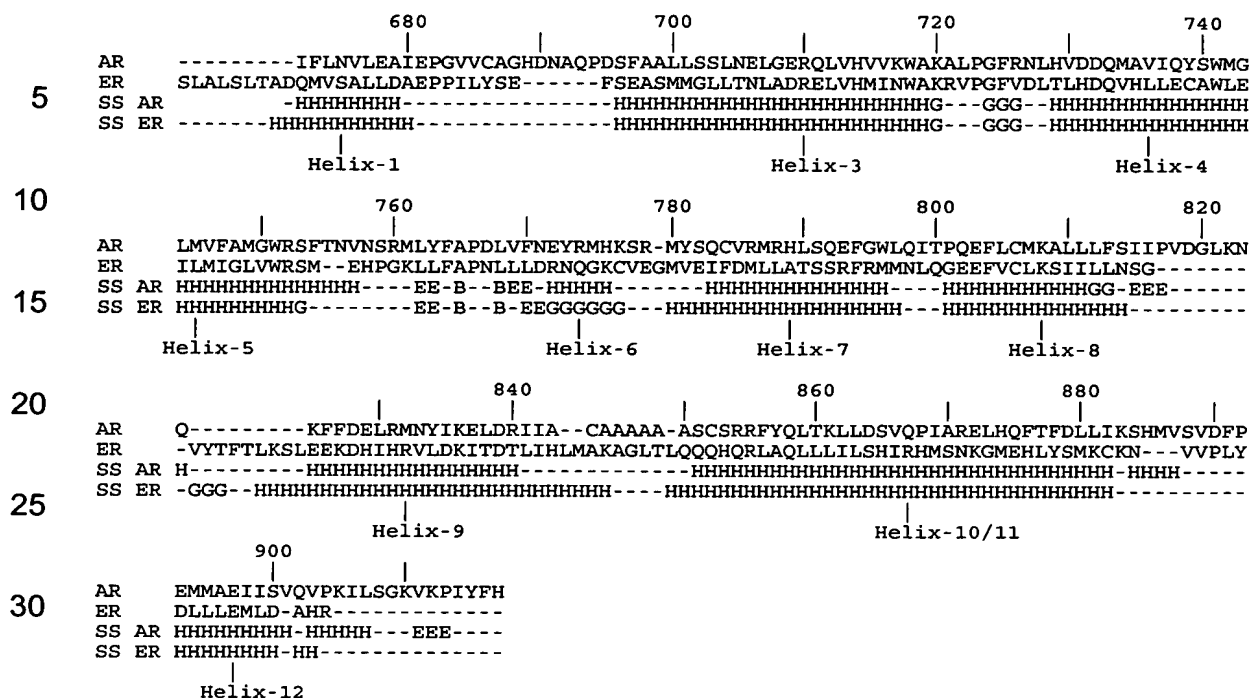 680 700 720 740
AR ---------IFLNVLEAIEPGVVCAGHDNAQPDSFAALLSSLNELGERQLVHVVKWAKALPGFRNLHVDDQMAVIQYSWMG
ER SLALSLTADQMVSALLDAEPPILYSE------FSEASMMGLLTNLADRELVHMINWAKRVPGFVDLTLHDQVHLLECAWLE
5 SS AR -HHHHHHHH----------------HHHHHHHHHHHHHHHHHHHHHHHHG---GGG--HHHHHHHHHHHHHHH
SS ER -------HHHHHHHHHHH---------------HHHHHHHHHHHHHHHHHHHHHHHHG---GGG--HHHHHHHHHHHHHHH
Helix-1 Helix-3 Helix-4
10
760 780 800 820
AR LMVFAMGWRSFTNVNSRMLYFAPDLVFNEYRMHKSR-MYSQCVRMRHLSQEFGWLQITPQEFLCMKALLLFSIIPVDGLKN
ER ILMIGLVWRSM--EHPGKLLFAPNLLLDRNQGKCVEGMVEIFDMLLATSSRFRMMNLQGEEFVCLKSIILLNSG-------
15 SS AR HHHHHHHHHHHHHH----EE-B--BEE-HHHHH-------HHHHHHHHHHHHHH----HHHHHHHHHHHGG-EEE------
SS ER HHHHHHHHHG--------EE-B--B-EEGGGGGG---HHHHHHHHHHHHHHHHHH---HHHHHHHHHHHHHH---------
Helix-5 Helix-6 Helix-7 Helix-8
20
840 860 880
AR Q---------KFFDELRMNYIKELDRIIA--CAAAAA-ASCSRRFYQLTKLLDSVQPIARELHQFTFDLLIKSHMVSVDFP
ER -VYTFTLKSLEEKDHIHRVLDKITDTLIHLMAKAGLTLQQQHQRLAQLLLILSHIRHMSNKGMEHLYSMKCKN---VVPLY
SS AR H---------HHHHHHHHHHHHHHHH-------------HHHHHHHHHHHHHHHHHHHHHHHHHHHHHHHH-HHHH-----
25 SS ER -GGG--HHHHHHHHHHHHHHHHHHHHHHHHHHH----HHHHHHHHHHHHHHHHHHHHHHHHHHHHHHHHHH----------
Helix-9 Helix-10/11
900
30 AR EMMAEIISVQVPKILSGKVKPIYFH
ER DLLLEMLD-AHR-------------
SS AR HHHHHHHHH-HHHHH---EEE----
SS ER HHHHHHHH-HH--------------
Helix-12